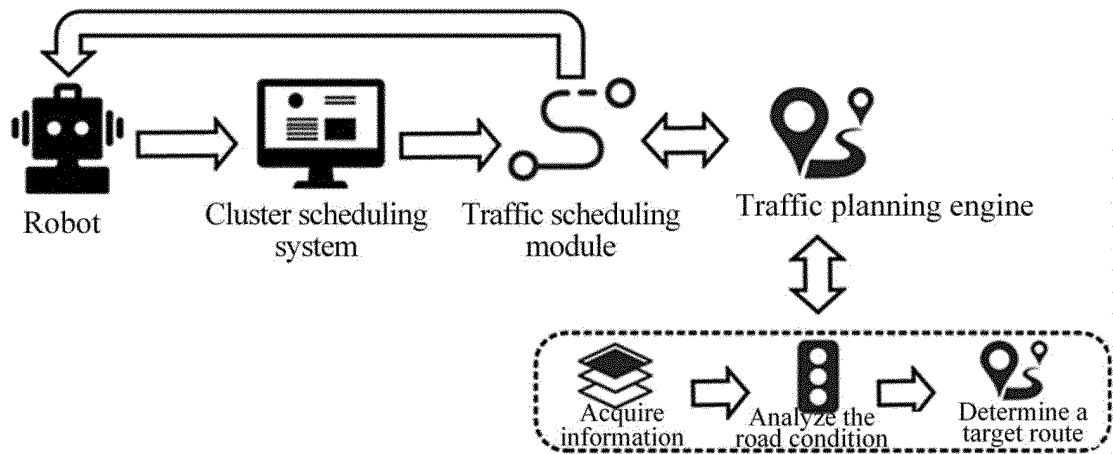 Robot
Cluster scheduling
system
Traffic scheduling
module
Traffic planning engine
Acquire
information
Analyze the
road condition
Determine a
target route